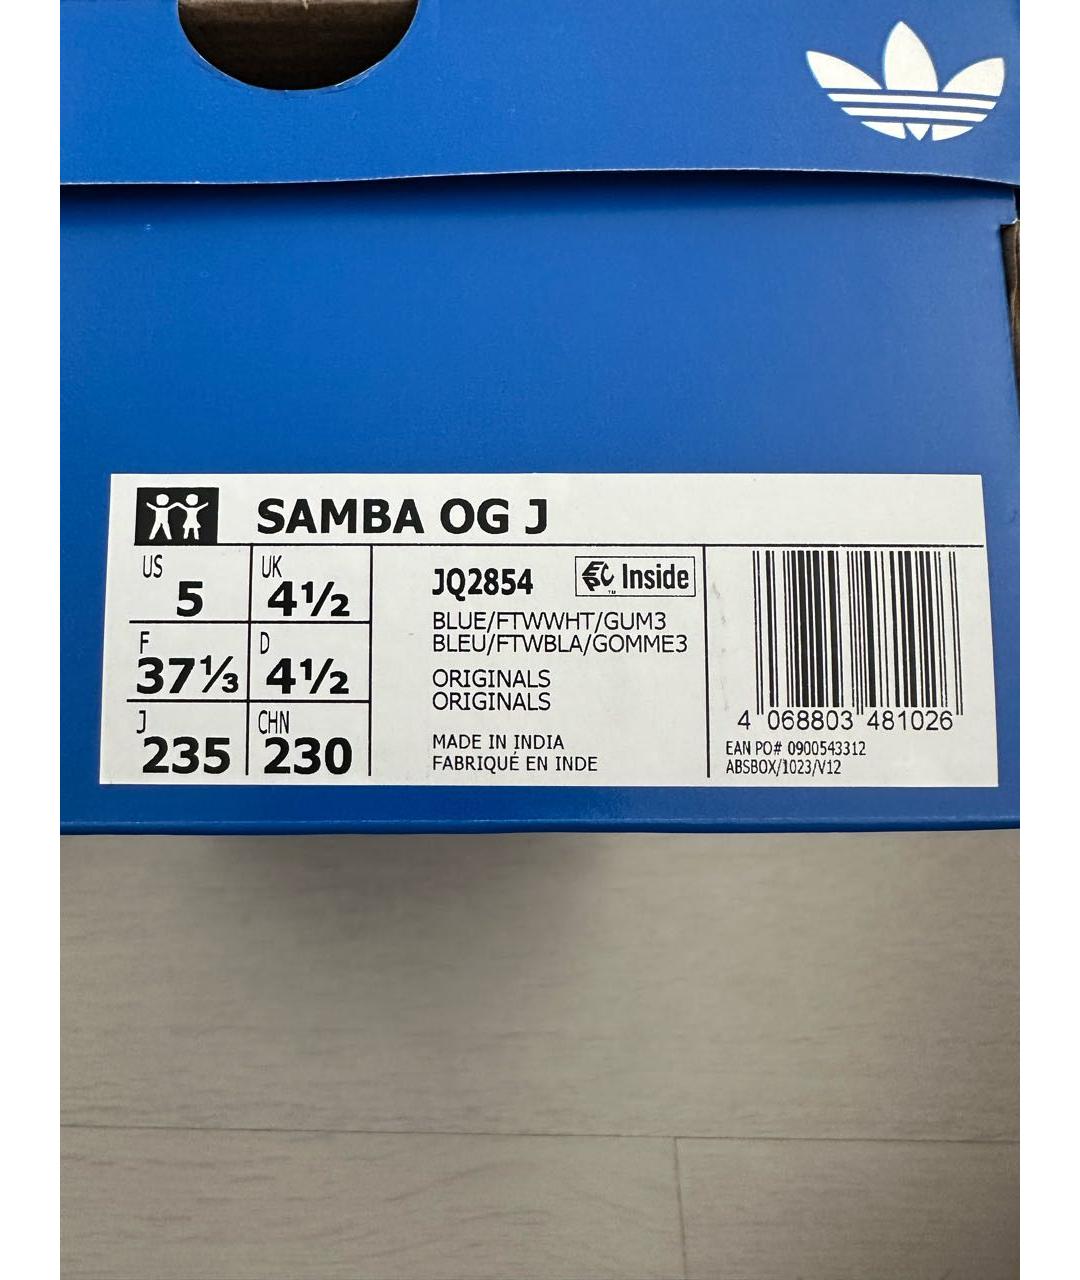 SAMBA OG J
US 5
UK 4½
F 37⅓
D 4½
J 235
CHN 230
JQ2854
EPC Inside
™
BLUE/FTWWHT/GUM3
BLEU/FTWBLA/GOMME3
ORIGINALS
ORIGINALS
MADE IN INDIA
FABRIQUÉ EN INDE
4 068803 481026
EAN PO# 0900543312
ABSBOX/1023/V12